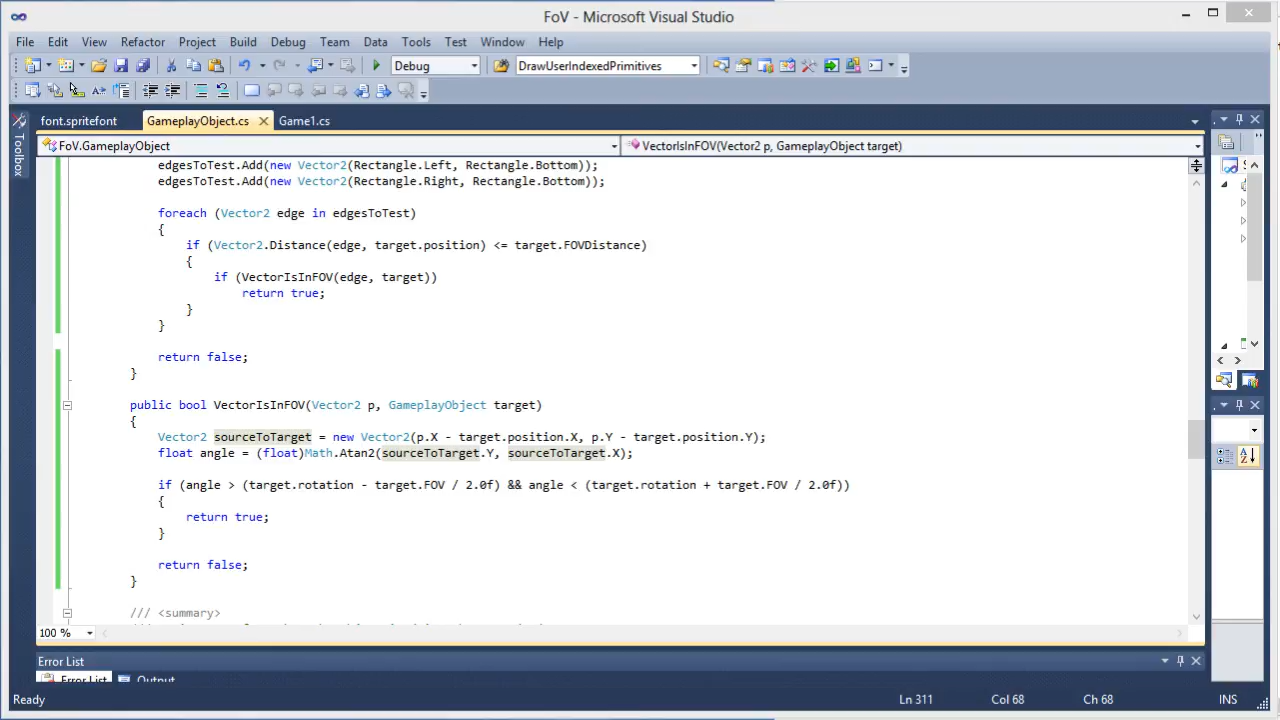 FoV - Microsoft Visual Studio
File Edit View Refactor Project Build Debug Team Data Tools Test Window Help
Debug DrawUserIndexedPrimitives
font.spritefont GameplayObject.cs Game1.cs
Toolbox
FoV.GameplayObject VectorIsInFOV(Vector2 p, GameplayObject target)
edgesToTest.Add(new Vector2(Rectangle.Left, Rectangle.Bottom));
edgesToTest.Add(new Vector2(Rectangle.Right, Rectangle.Bottom));
foreach (Vector2 edge in edgesToTest)
{
if (Vector2.Distance(edge, target.position) <= target.FOVDistance)
{
if (VectorIsInFOV(edge, target))
return true;
}
}
return false;
}
public bool VectorIsInFOV(Vector2 p, GameplayObject target)
{
Vector2 sourceToTarget = new Vector2(p.X - target.position.X, p.Y - target.position.Y);
float angle = (float)Math.Atan2(sourceToTarget.Y, sourceToTarget.X);
if (angle > (target.rotation - target.FOV / 2.0f) && angle < (target.rotation + target.FOV / 2.0f))
{
return true;
}
return false;
}
/// <summary>
100 %
Error List
Error List Output
Ready Ln 311 Col 68 Ch 68 INS